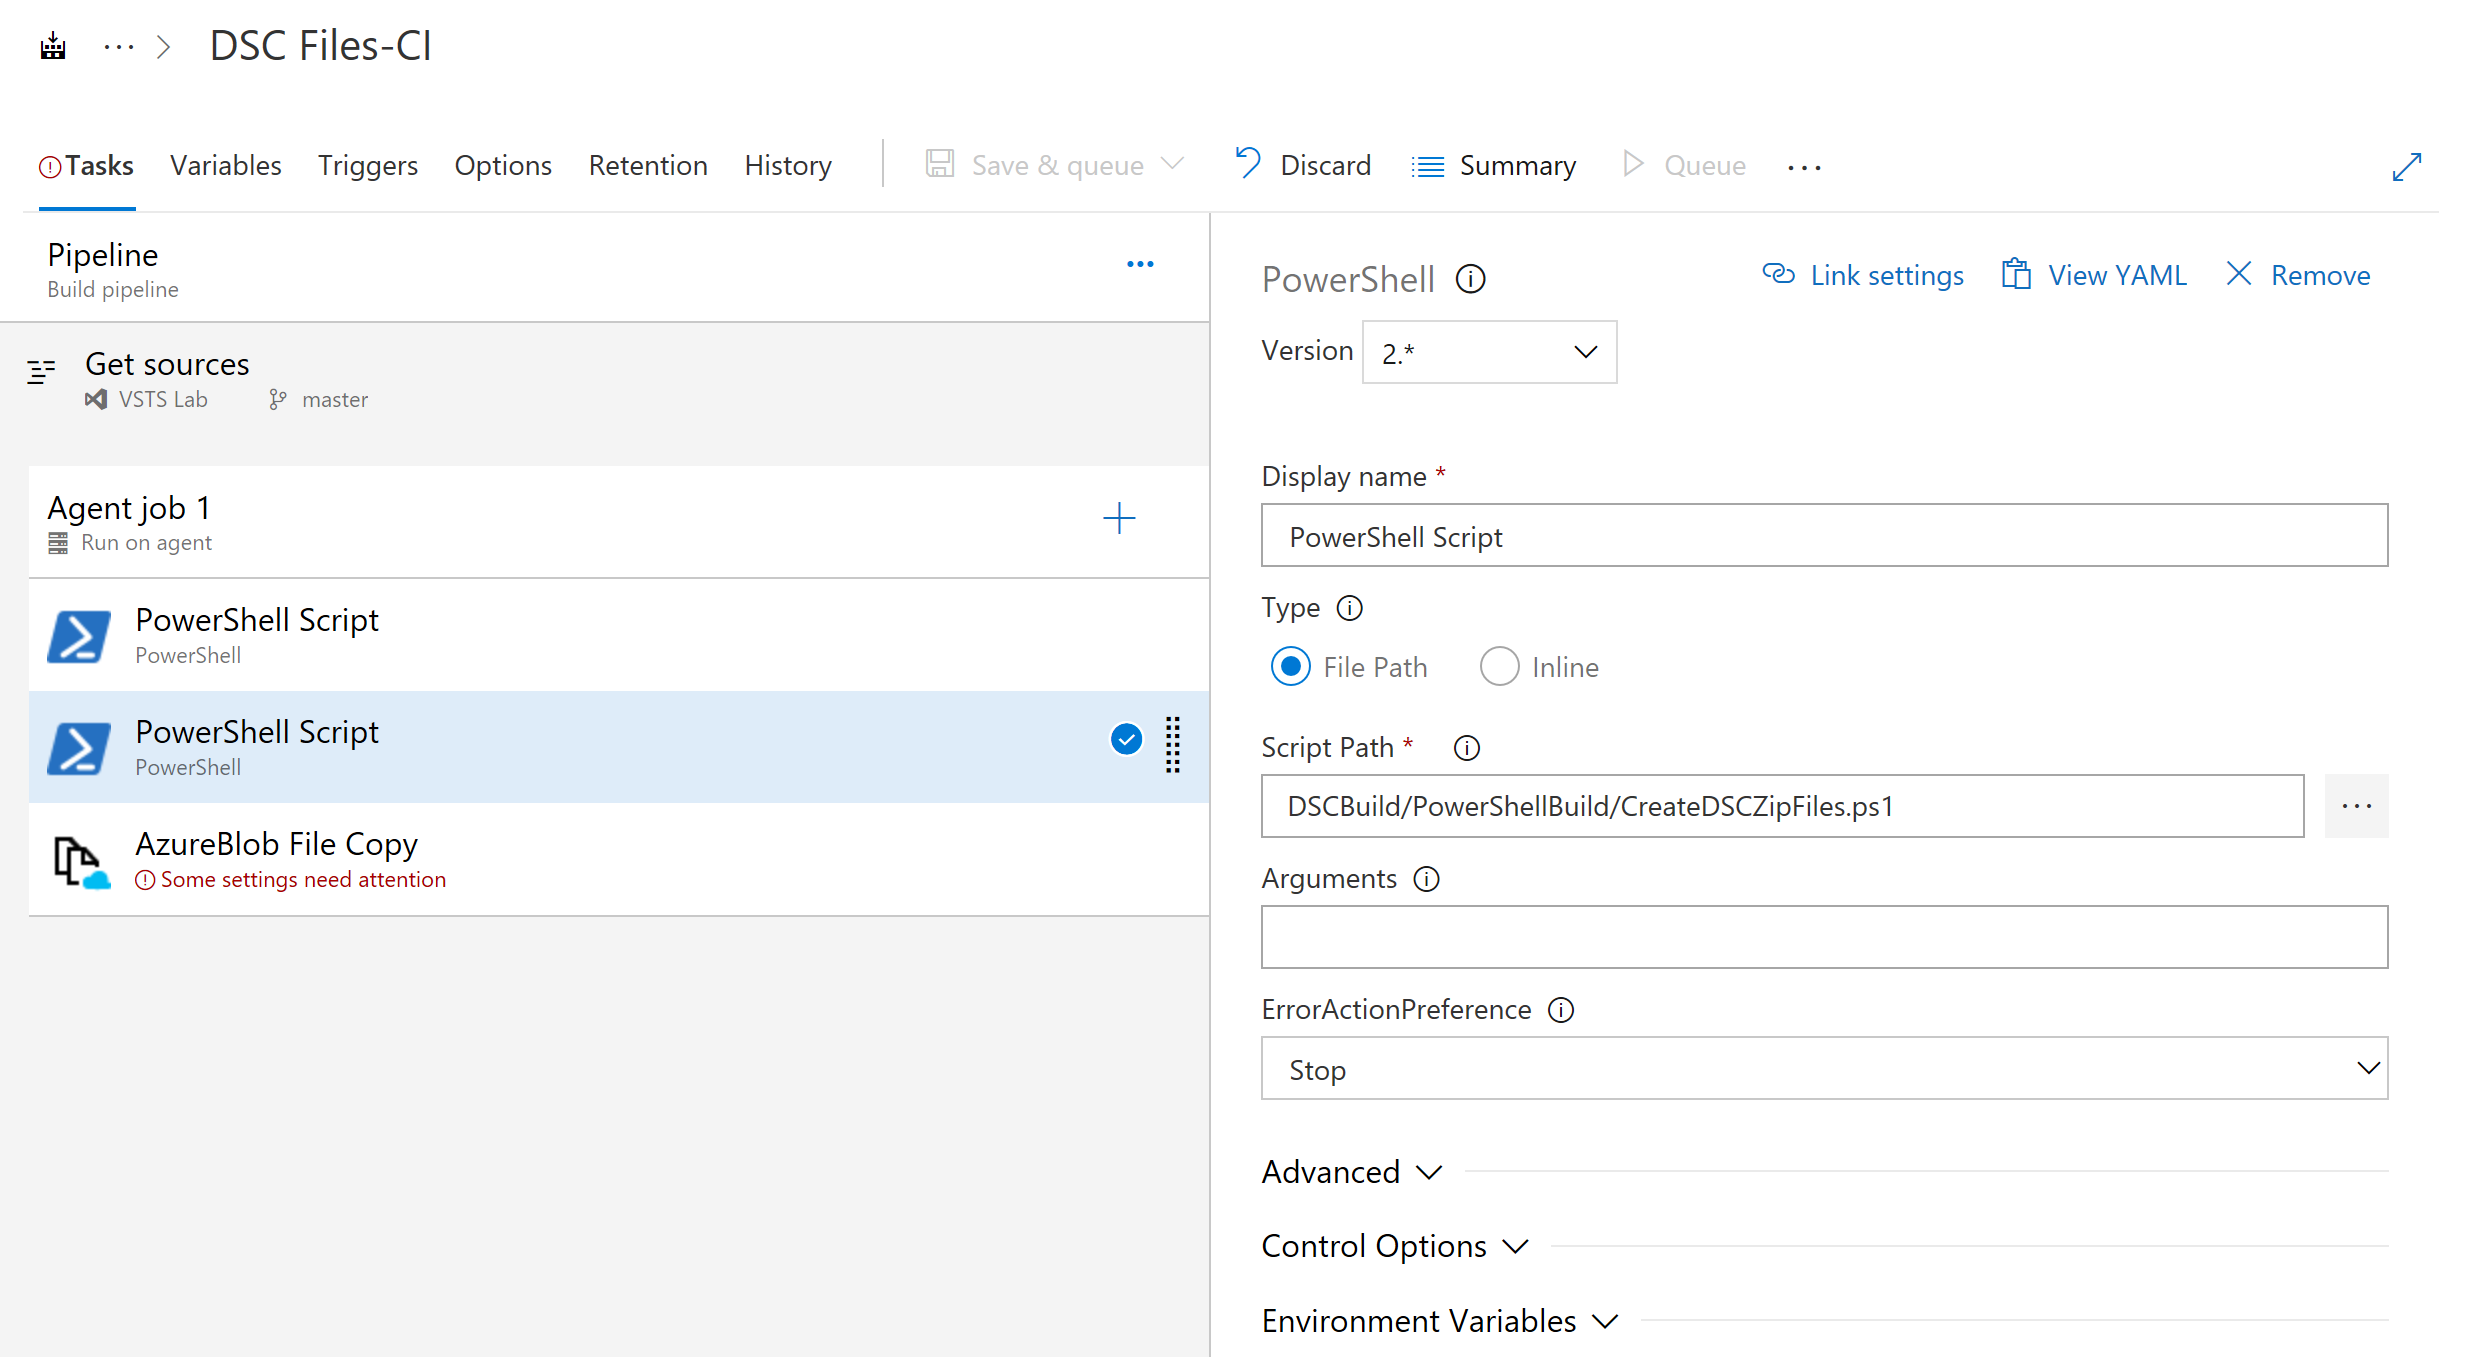 DSC Files-CI
Tasks Variables Triggers Options Retention History Save & queue Discard Summary Queue
Pipeline
Build pipeline
Get sources
VSTS Lab master
Agent job 1
Run on agent
PowerShell Script
PowerShell
PowerShell Script
PowerShell
AzureBlob File Copy
Some settings need attention
PowerShell Link settings View YAML Remove
Version 2.*
Display name *
PowerShell Script
Type
File Path Inline
Script Path *
DSCBuild/PowerShellBuild/CreateDSCZipFiles.ps1
Arguments
ErrorActionPreference
Stop
Advanced
Control Options
Environment Variables